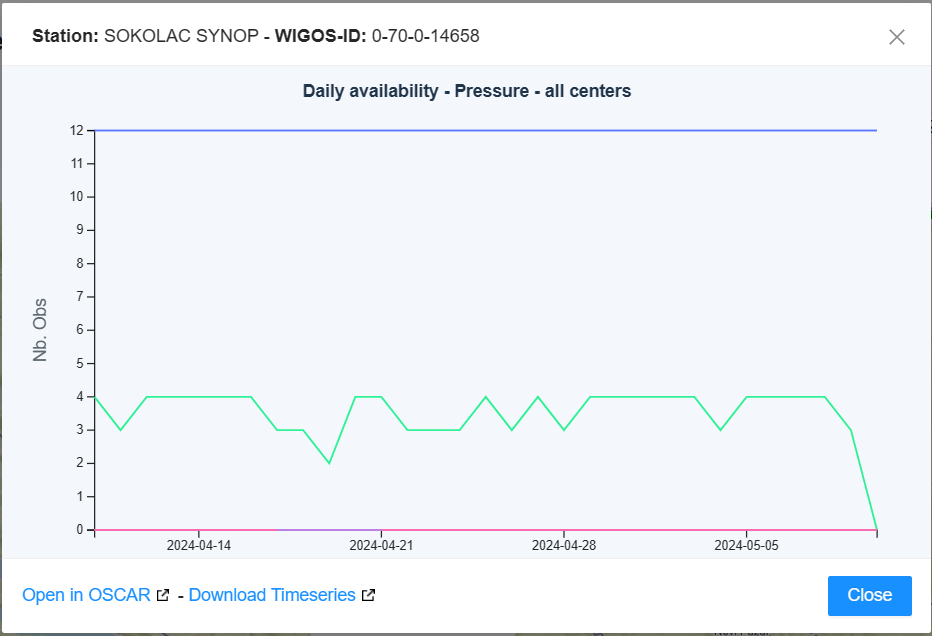 Station: SOKOLAC SYNOP - WIGOS-ID: 0-70-0-14658
Daily availability - Pressure - all centers
12
11
10
9
8
7
6
5
4
3
2
1
0
Nb. Obs
2024-04-14 2024-04-21 2024-04-28 2024-05-05
Open in OSCAR - Download Timeseries Close